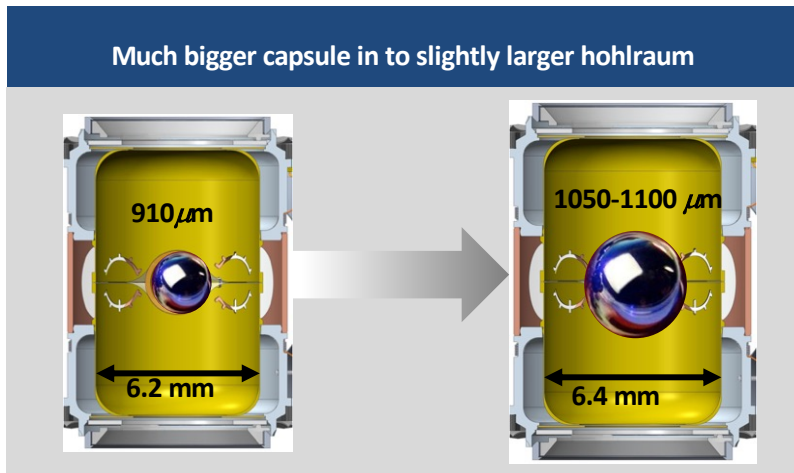 Much bigger capsule in to slightly larger hohlraum
910μm
1050-1100 μm
6.2 mm
6.4 mm